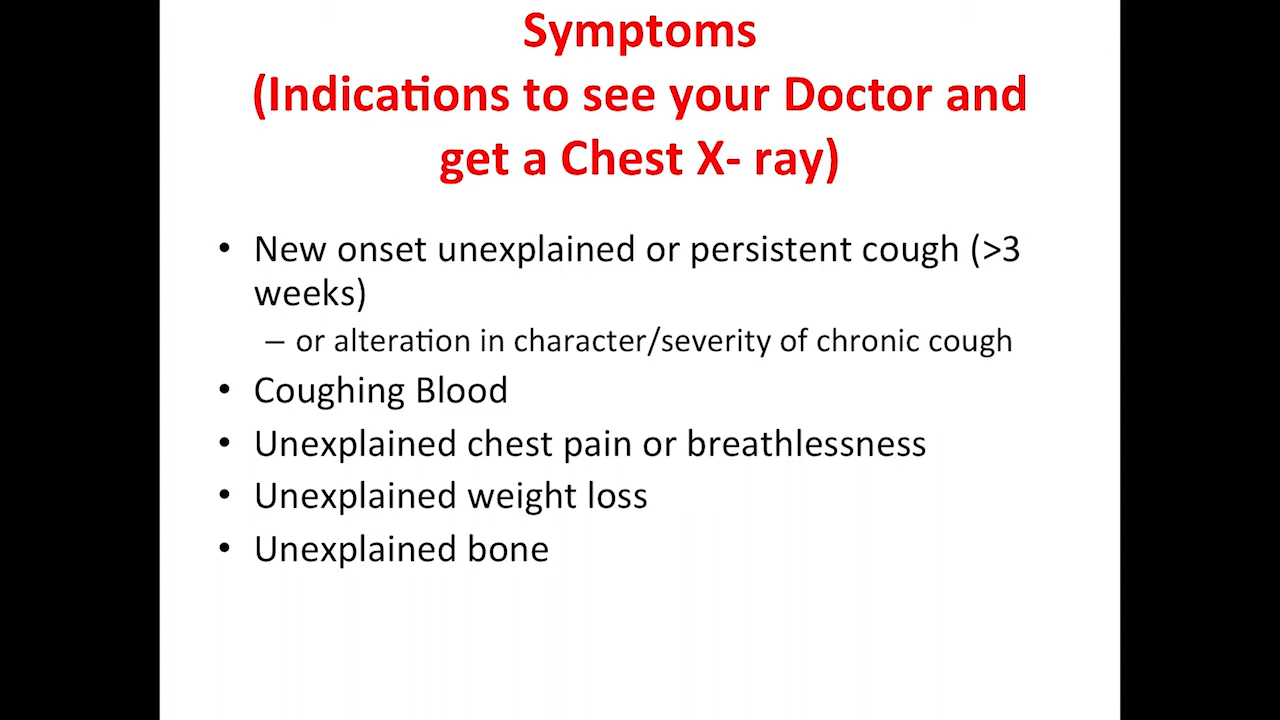 Symptoms
(Indications to see your Doctor and
get a Chest X- ray)
• New onset unexplained or persistent cough (>3
weeks)
– or alteration in character/severity of chronic cough
• Coughing Blood
• Unexplained chest pain or breathlessness
• Unexplained weight loss
• Unexplained bone